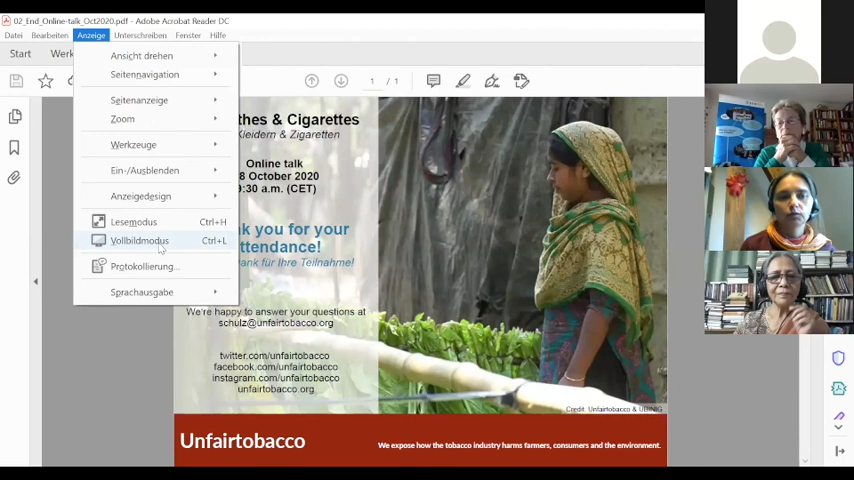 02_End_Online-talk_Oct2020.pdf - Adobe Acrobat Reader DC
Datei Bearbeiten Anzeige Unterschreiben Fenster Hilfe
Start Werk
1 / 1
Ansicht drehen
Seitennavigation
Seitenanzeige
Zoom
Werkzeuge
Ein-/Ausblenden
Anzeigedesign
Lesemodus Ctrl+H
Vollbildmodus Ctrl+L
Protokollierung...
Sprachausgabe
thes & Cigarettes
Kleidern & Zigaretten
Online talk
8 October 2020
:30 a.m. (CET)
k you for your
ttendance!
ank für Ihre Teilnahme!
We're happy to answer your questions at
schulz@unfairtobacco.org
twitter.com/unfairtobacco
facebook.com/unfairtobacco
instagram.com/unfairtobacco
unfairtobacco.org
Credit: Unfairtobacco & UBINIG
Unfairtobacco
We expose how the tobacco industry harms farmers, consumers and the environment.